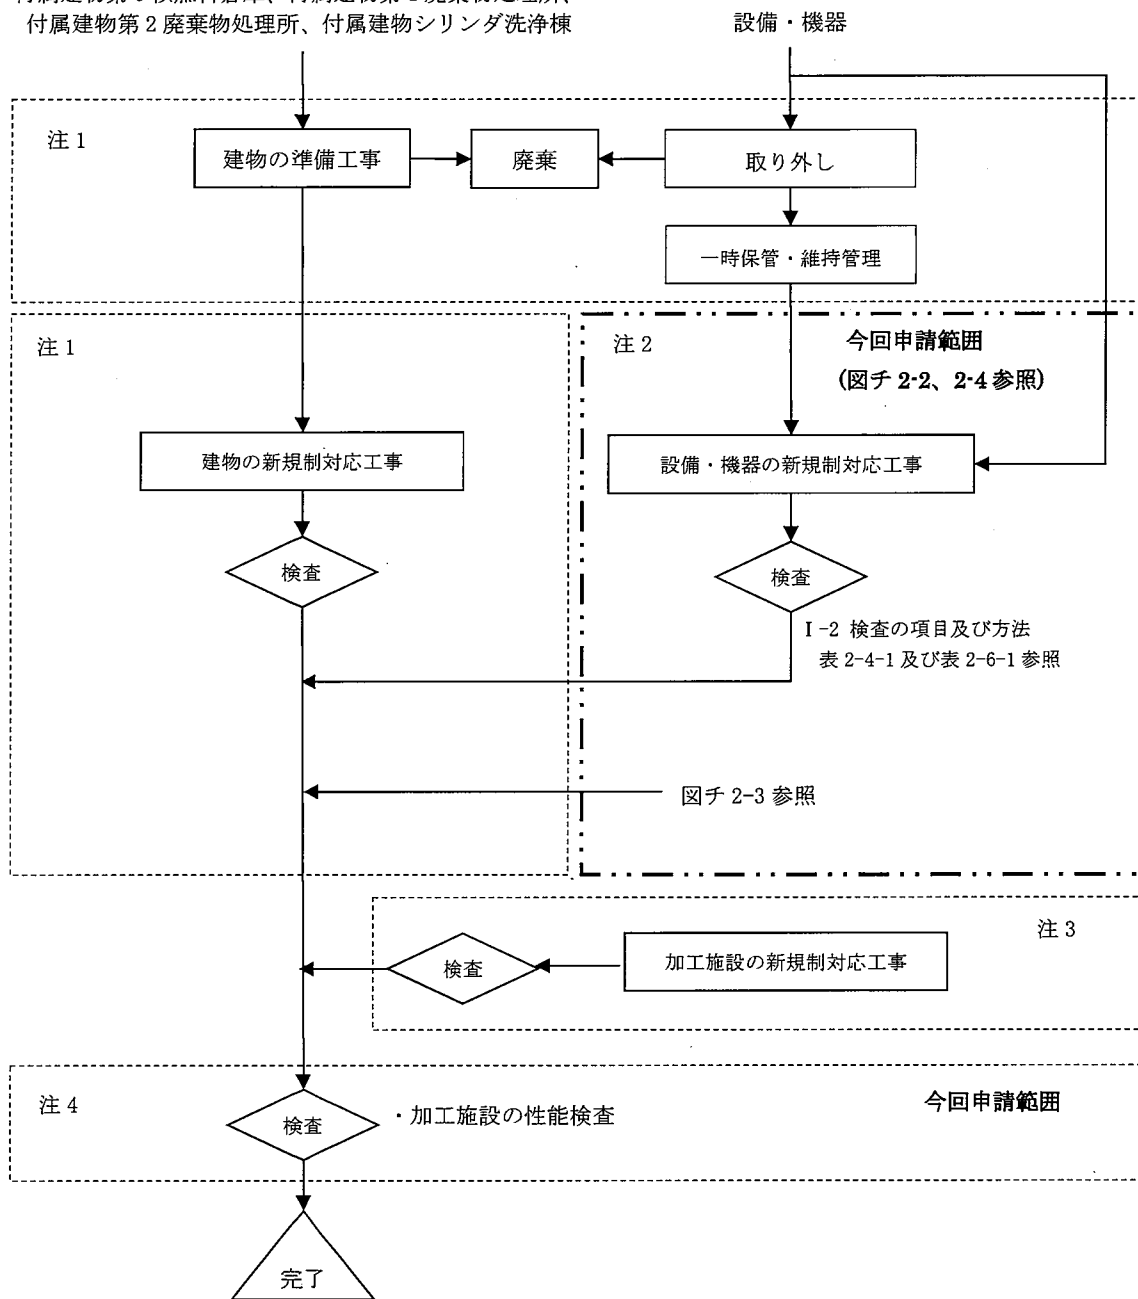 付属建物第2廃棄物処理所、付属建物シリンダ洗浄棟
設備・機器
注1
建物の準備工事
廃棄
取り外し
一時保管・維持管理
注1
注2
今回申請範囲
(図チ 2-2、2-4 参照)
建物の新規制対応工事
設備・機器の新規制対応工事
検査
検査
Ⅰ-2 検査の項目及び方法
表 2-4-1 及び表 2-6-1 参照
図チ 2-3 参照
注3
検査
加工施設の新規制対応工事
注4
検査
・加工施設の性能検査
今回申請範囲
完了